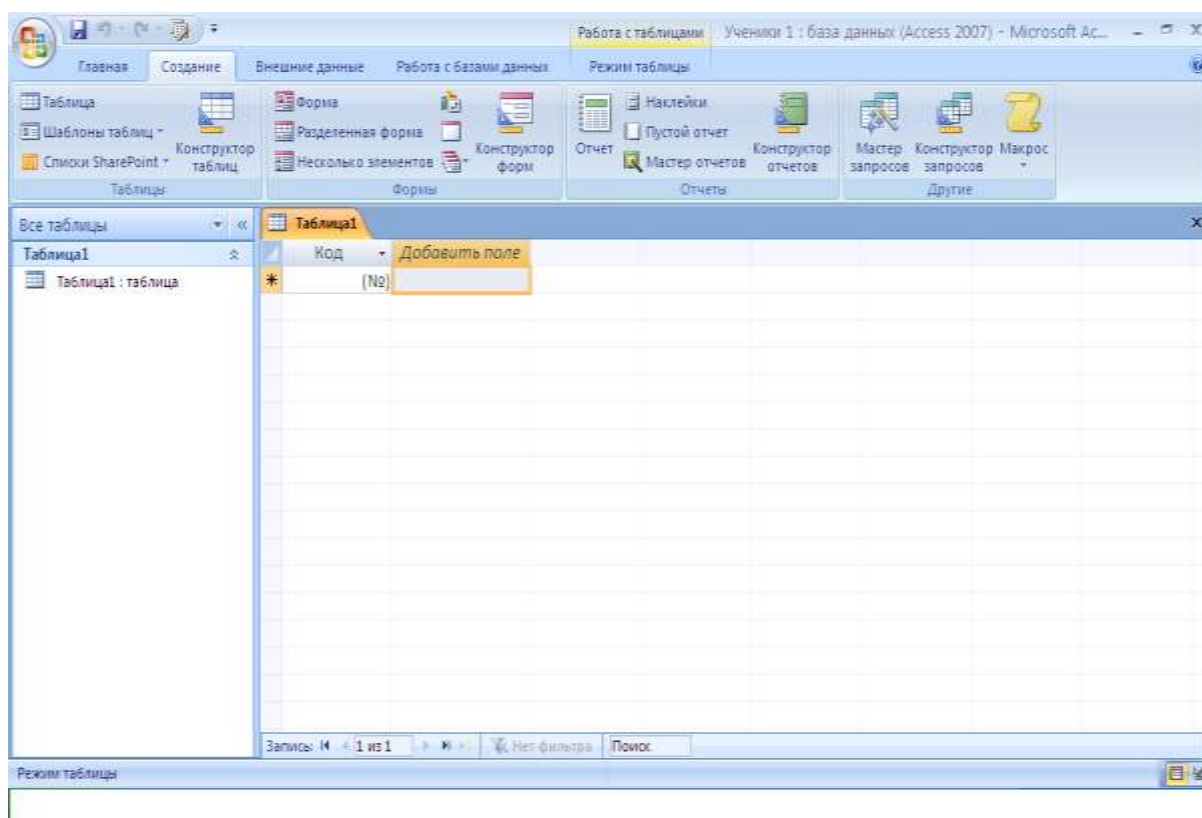 Работа с таблицами Ученики 1 : база данных (Access 2007) - Microsoft Ac...
Главная Создание Внешние данные Работа с базами данных Режим таблицы
Таблица
Шаблоны таблиц
Списки SharePoint
Конструктор таблиц
Таблицы
Форма
Разделенная форма
Несколько элементов
Конструктор форм
Формы
Отчет
Наклейки
Пустой отчет
Мастер отчетов
Конструктор отчетов
Отчеты
Мастер запросов
Конструктор запросов
Макрос
Другие
Все таблицы
Таблица1
Таблица1 : таблица
Таблица1
Код Добавить поле
(№)
Запись: 1 из 1 Нет фильтра Поиск
Режим таблицы